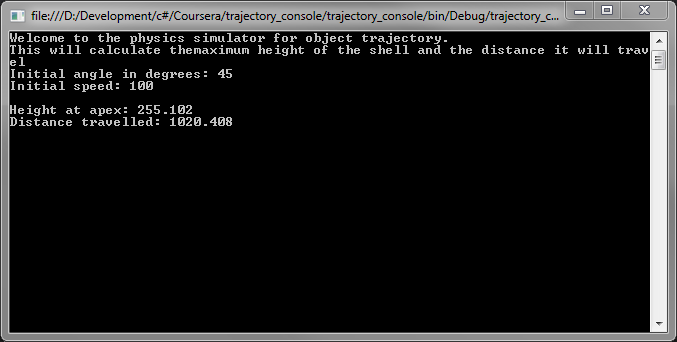 file:///D:/Development/c#/Coursera/trajectory_console/trajectory_console/bin/Debug/trajectory_c...
Welcome to the physics simulator for object trajectory.
This will calculate themaximum height of the shell and the distance it will trav
el
Initial angle in degrees: 45
Initial speed: 100
Height at apex: 255.102
Distance travelled: 1020.408